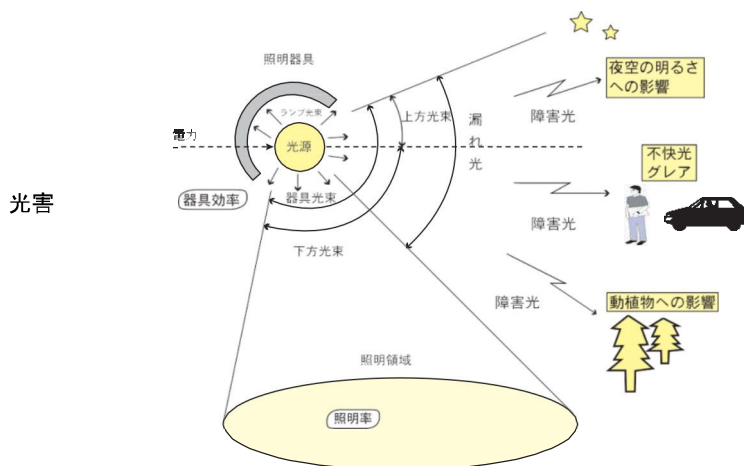 照明器具
夜空の明るさ
への影響
ランプ光束
上方光束
漏れ光
障害光
電力
光源
不快光
グレア
光害
器具効率
器具光束
障害光
下方光束
障害光
動植物への影響
照明領域
照明率